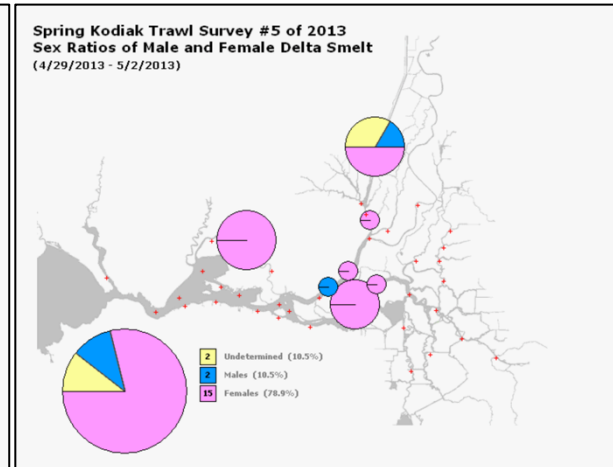 Spring Kodiak Trawl Survey #5 of 2013
Sex Ratios of Male and Female Delta Smelt
(4/29/2013 - 5/2/2013)
2 Undetermined (10.5%)
2 Males (10.5%)
15 Females (78.9%)